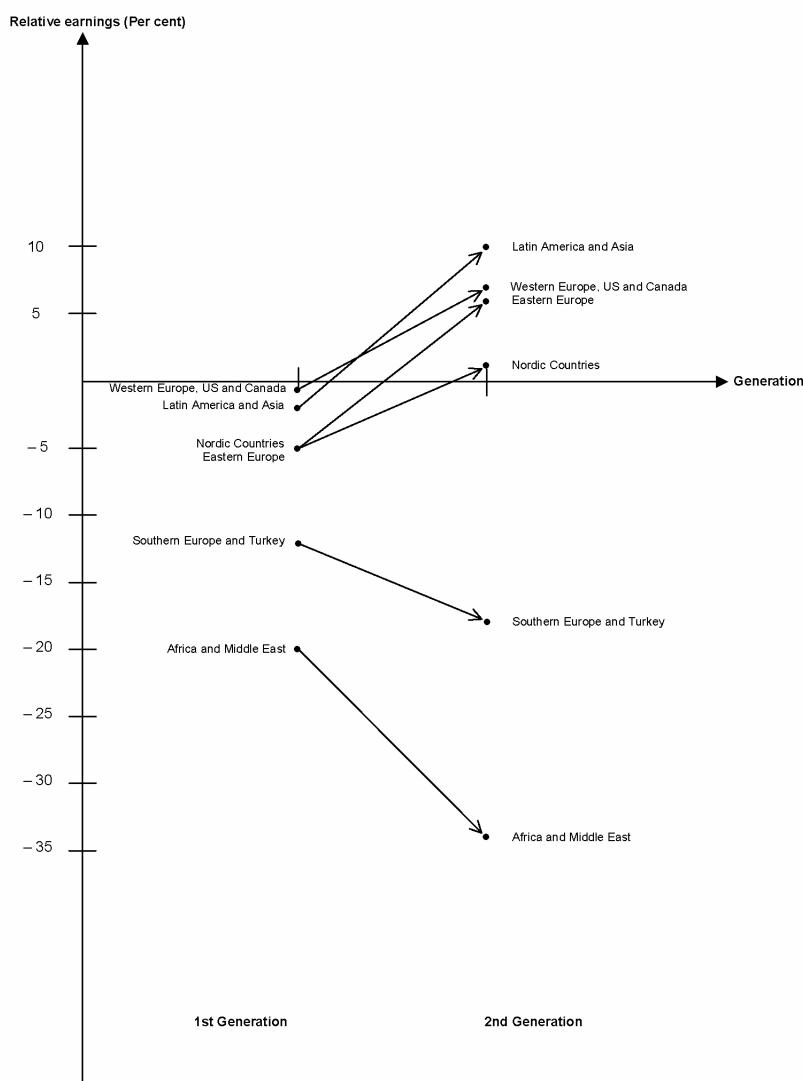 Relative earnings (Per cent)
10
Latin America and Asia
Western Europe, US and Canada
5
Eastern Europe
Nordic Countries
Generation
Western Europe, US and Canada
Latin America and Asia
– 5
Nordic Countries
Eastern Europe
– 10
Southern Europe and Turkey
– 15
Southern Europe and Turkey
– 20
Africa and Middle East
– 25
– 30
Africa and Middle East
– 35
1st Generation
2nd Generation